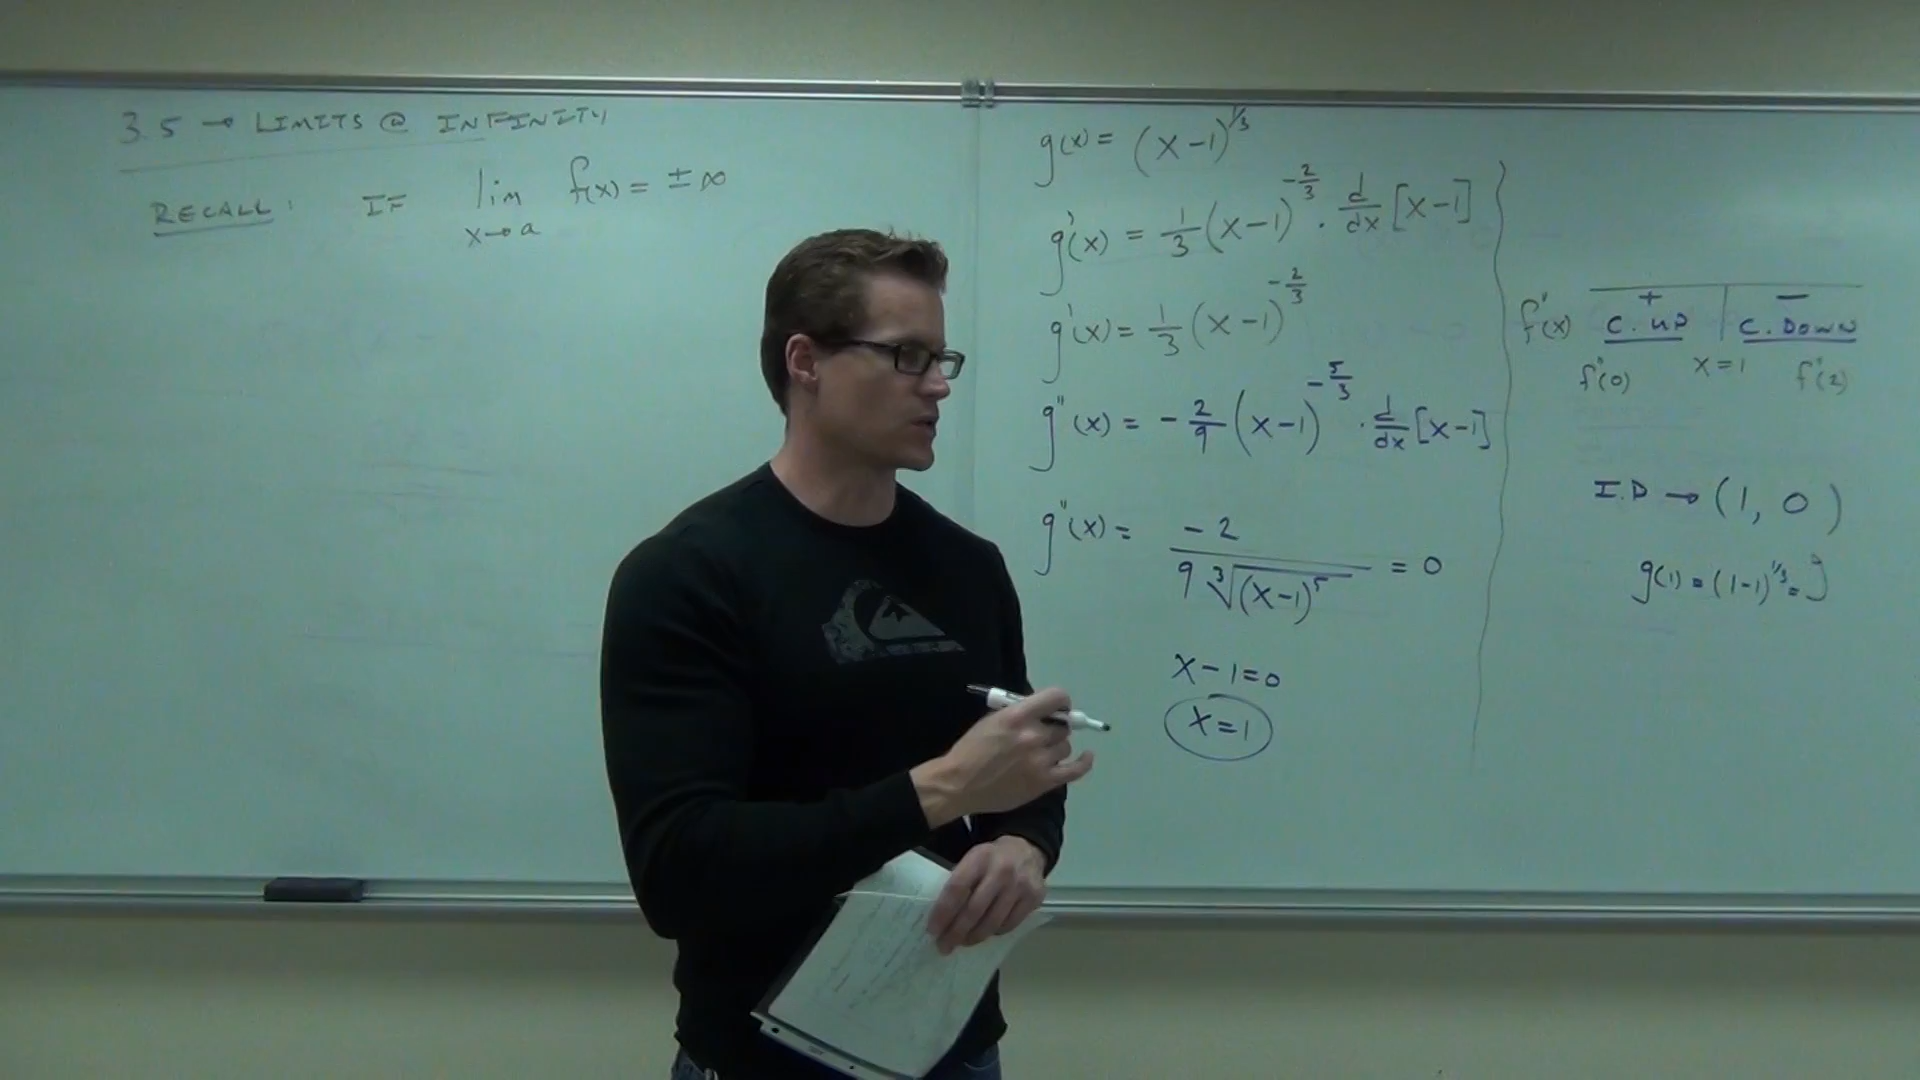 3.5 → LIMITS @ INFINITY
RECALL: IF lim x→a f(x) = ±∞
g(x) = (x-1)^{1/3}
g'(x) = 1/3 (x-1)^{-2/3} · d/dx [x-1]
g'(x) = 1/3 (x-1)^{-2/3}
g''(x) = -2/9 (x-1)^{-5/3} · d/dx [x-1]
g''(x) = -2 / 9∛(x-1)^5 = 0
x-1=0
x=1
+ −
f''(x) C. UP C. DOWN
f''(0) x=1 f''(2)
I.P → (1, 0)
g(1) = (1-1)^{1/3} =